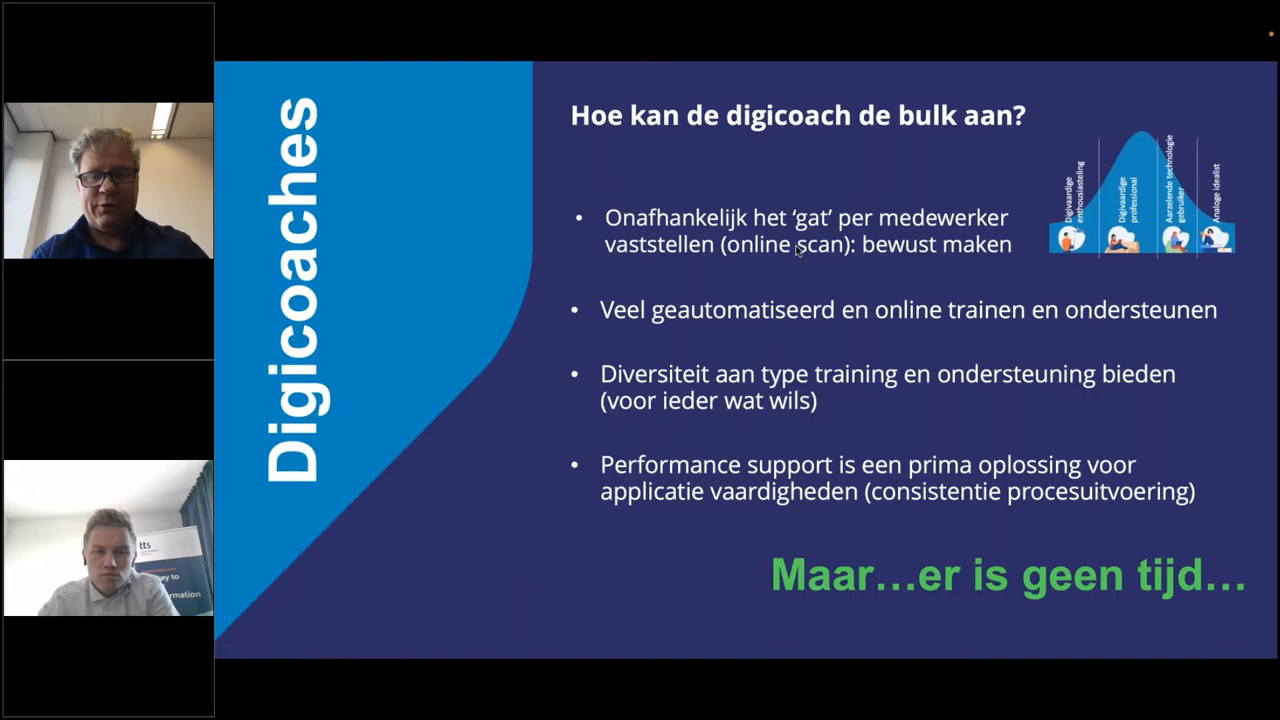 Digicoaches
Hoe kan de digicoach de bulk aan?
• Onafhankelijk het ‘gat’ per medewerker
vaststellen (online scan): bewust maken
• Veel geautomatiseerd en online trainen en ondersteunen
• Diversiteit aan type training en ondersteuning bieden
(voor ieder wat wils)
• Performance support is een prima oplossing voor
applicatie vaardigheden (consistentie procesuitvoering)
Maar…er is geen tijd…
Digivaardige
enthousiasteling
Digivaardige
professional
Aarzelende technologie
gebruiker
Analoge idealist
tts